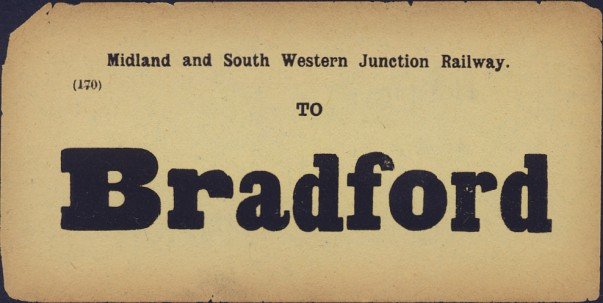 Midland and South Western Junction Railway.
(170)
TO
Bradford